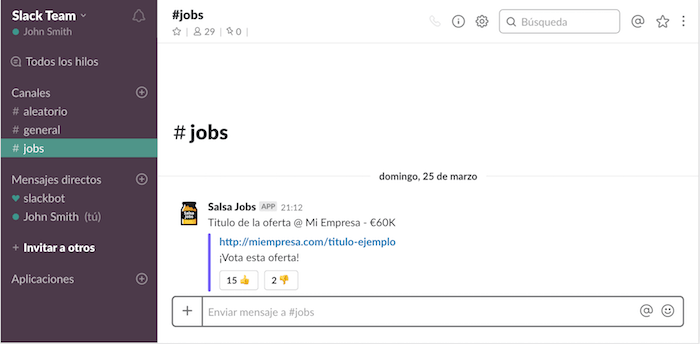 Slack Team
John Smith
Todos los hilos
Canales
# aleatorio
# general
# jobs
Mensajes directos
slackbot
John Smith (tú)
+ Invitar a otros
Aplicaciones
#jobs
29
0
Búsqueda
# jobs
domingo, 25 de marzo
Salsa Jobs
Salsa Jobs APP 21:12
Titulo de la oferta @ Mi Empresa - €60K
http://miempresa.com/titulo-ejemplo
¡Vota esta oferta!
15 👍 2 👎
Enviar mensaje a #jobs